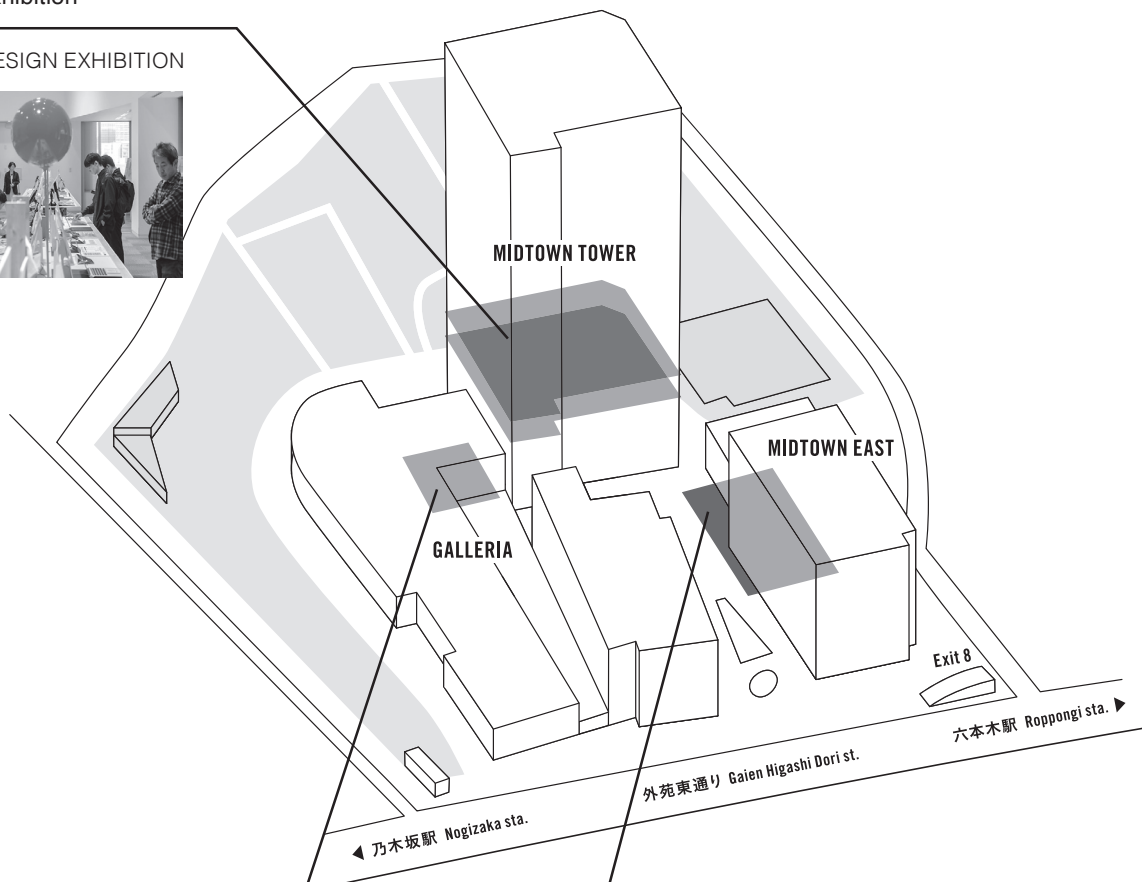 ESIGN EXHIBITION
MIDTOWN TOWER
MIDTOWN EAST
GALLERIA
Exit 8
六本木駅 Roppongi sta. ▶
外苑東通り Gaien Higashi Dori st.
◀ 乃木坂駅 Nogizaka sta.